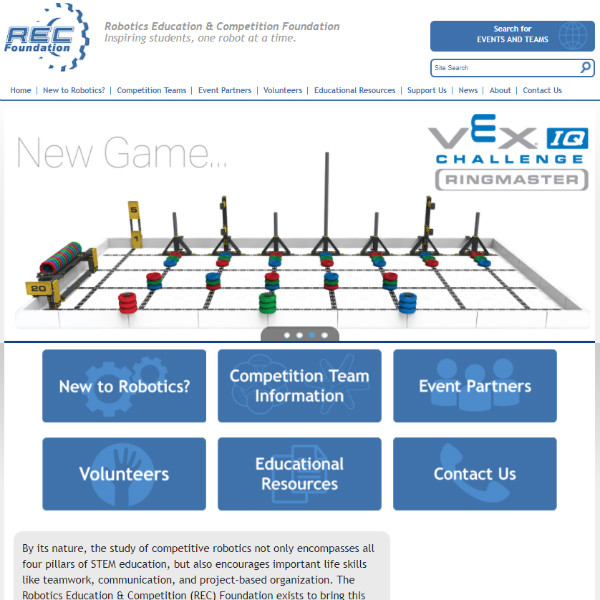 REC
Foundation
Robotics Education & Competition Foundation
Inspiring students, one robot at a time.
Search for
EVENTS AND TEAMS
Site Search
Home | New to Robotics? | Competition Teams | Event Partners | Volunteers | Educational Resources | Support Us | News | About | Contact Us
New Game...
VEX IQ
CHALLENGE
RINGMASTER
5
1
20
New to Robotics?
Competition Team
Information
Event Partners
Volunteers
Educational
Resources
Contact Us
By its nature, the study of competitive robotics not only encompasses all
four pillars of STEM education, but also encourages important life skills
like teamwork, communication, and project-based organization. The
Robotics Education & Competition (REC) Foundation exists to bring this